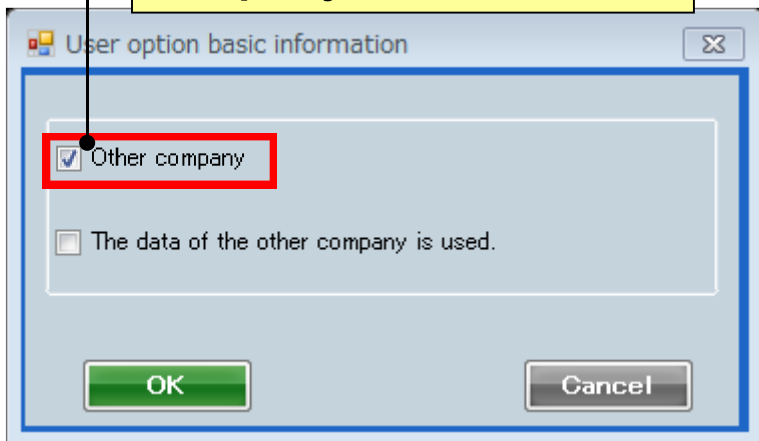 User option basic information
Other company
The data of the other company is used.
OK
Cancel